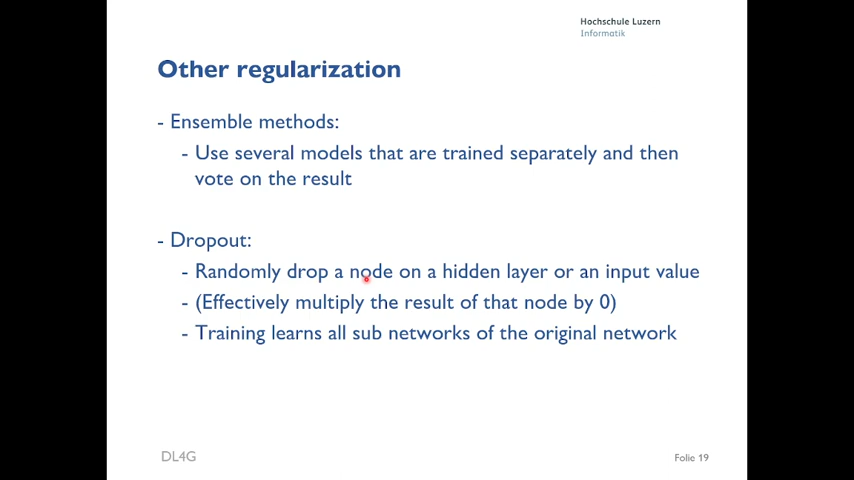 Hochschule Luzern
Informatik
Other regularization
- Ensemble methods:
- Use several models that are trained separately and then
vote on the result
- Dropout:
- Randomly drop a node on a hidden layer or an input value
- (Effectively multiply the result of that node by 0)
- Training learns all sub networks of the original network
DL4G
Folie 19